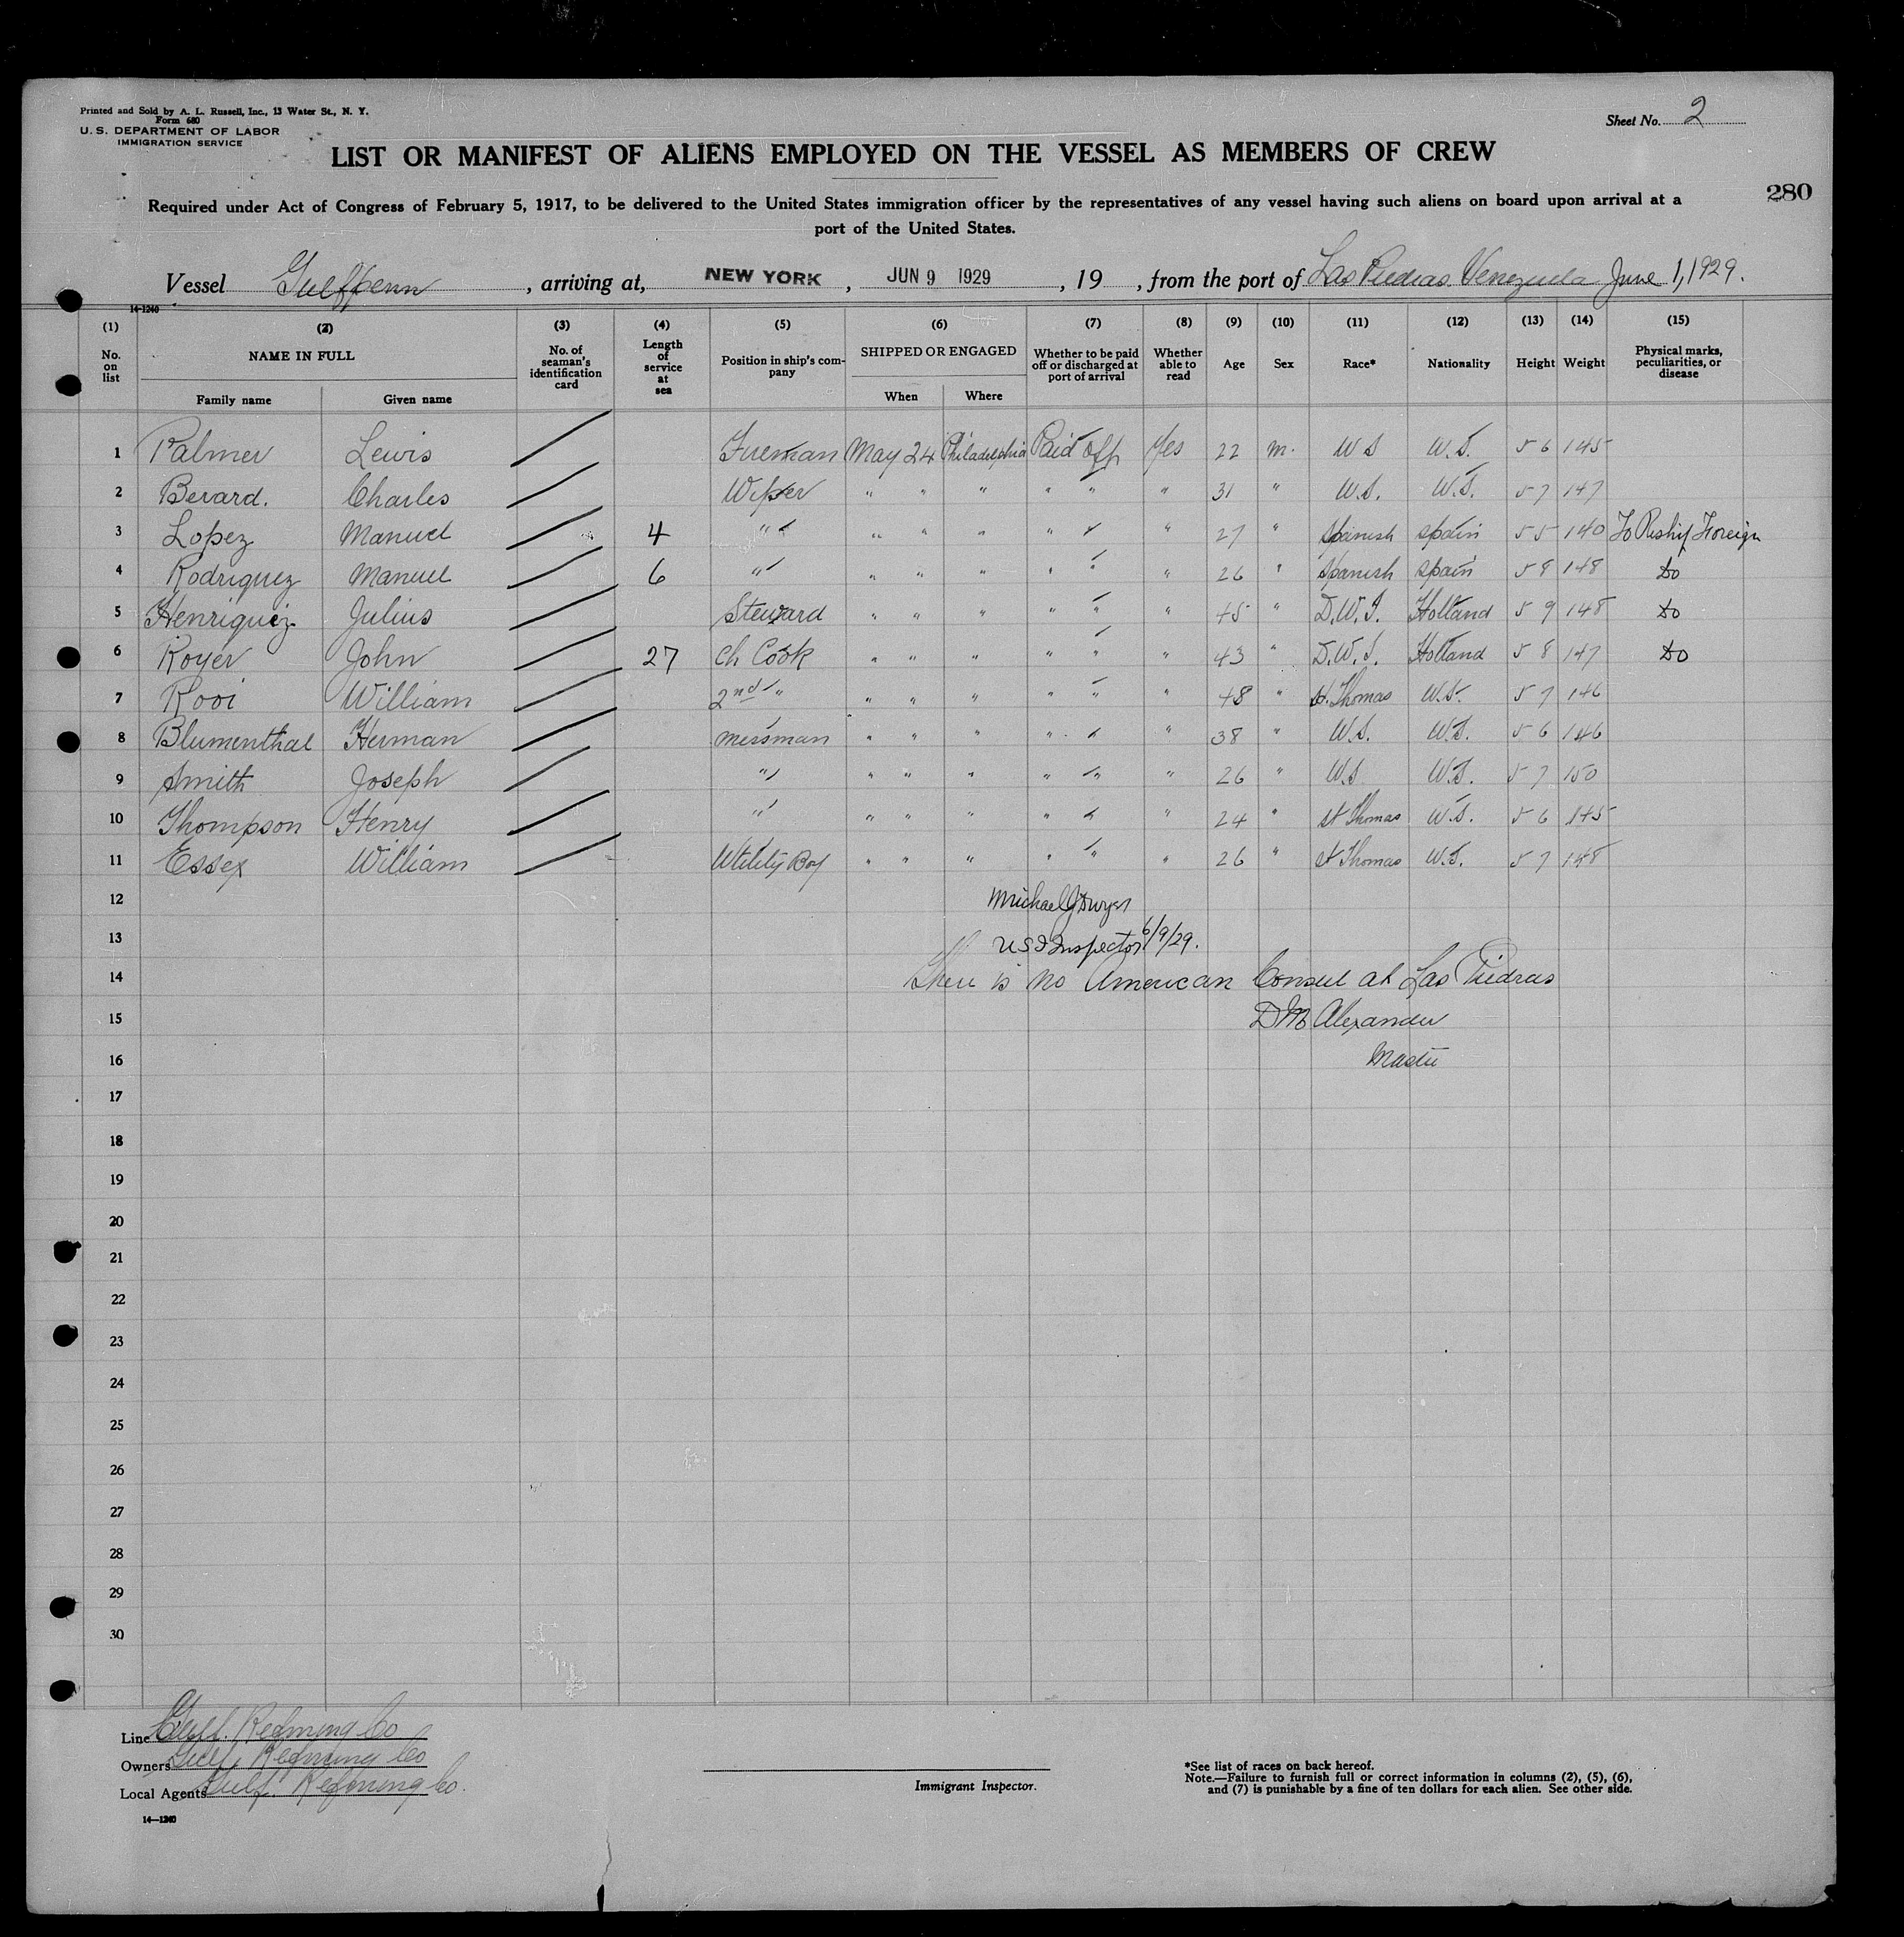 Printed and Sold by A. L. Russell, Inc., 13 Water St., N. Y.
Form 680
U. S. DEPARTMENT OF LABOR
IMMIGRATION SERVICE
Sheet No. 2
LIST OR MANIFEST OF ALIENS EMPLOYED ON THE VESSEL AS MEMBERS OF CREW
280
Required under Act of Congress of February 5, 1917, to be delivered to the United States immigration officer by the representatives of any vessel having such aliens on board upon arrival at a
port of the United States.
Vessel Gulfpenn , arriving at, NEW YORK , JUN 9 1929 , 19 , from the port of Las Piedras Venezuela June 1, 1929.
14-1240
(1) (2) (3) (4) (5) (6) (7) (8) (9) (10) (11) (12) (13) (14) (15)
No. on list NAME IN FULL Family name Given name No. of seaman's identification card Length of service at sea Position in ship's company SHIPPED OR ENGAGED When Where Whether to be paid off or discharged at port of arrival Whether able to read Age Sex Race* Nationality Height Weight Physical marks, peculiarities, or disease
1 Palmer Lewis Fireman May 24 Philadelphia Paid Off Yes 22 m. W S W.S. 5 6 145
2 Berard. Charles Wiper " " " " " " 31 " W.S. W.S. 5 7 147
3 Lopez Manuel 4 " " " " " " 27 " Spanish Spain 5 5 140 To Reship Foreign
4 Rodriquez Manuel 6 " " " " " " " 26 " Spanish Spain 5 8 148 Do
5 Henriquez Julius Steward " " " " " " 45 " D.W.I. Holland 5 9 148 Do
6 Royer John 27 Ch Cook " " " " " " 43 " D.W.I. Holland 5 8 147 Do
7 Rooi William 2nd " " " " " " " 48 " St. Thomas W.S. 5 7 146
8 Blumenthal Herman messman " " " " " 38 " W.S. W.S. 5 6 146
9 Smith Joseph " " " " " " " 26 " W.S W.S. 5 7 150
10 Thompson Henry " " " " " " 24 " St Thomas W.S. 5 6 145
11 Essex William Utility Boy " " " " " " 26 " St Thomas W.S. 5 7 148
12 Michael J Dwyer
13 US I Inspector 6/9/29.
14 There is no American Consul at Las Piedras
15 D M Alexander
16 Master
17
18
19
20
21
22
23
24
25
26
27
28
29
30
Line Gulf. Refining Co
Owners Gulf. Refining Co
Local Agents Gulf. Refining Co.
14—1240
Immigrant Inspector.
*See list of races on back hereof.
Note.—Failure to furnish full or correct information in columns (2), (5), (6),
and (7) is punishable by a fine of ten dollars for each alien. See other side.